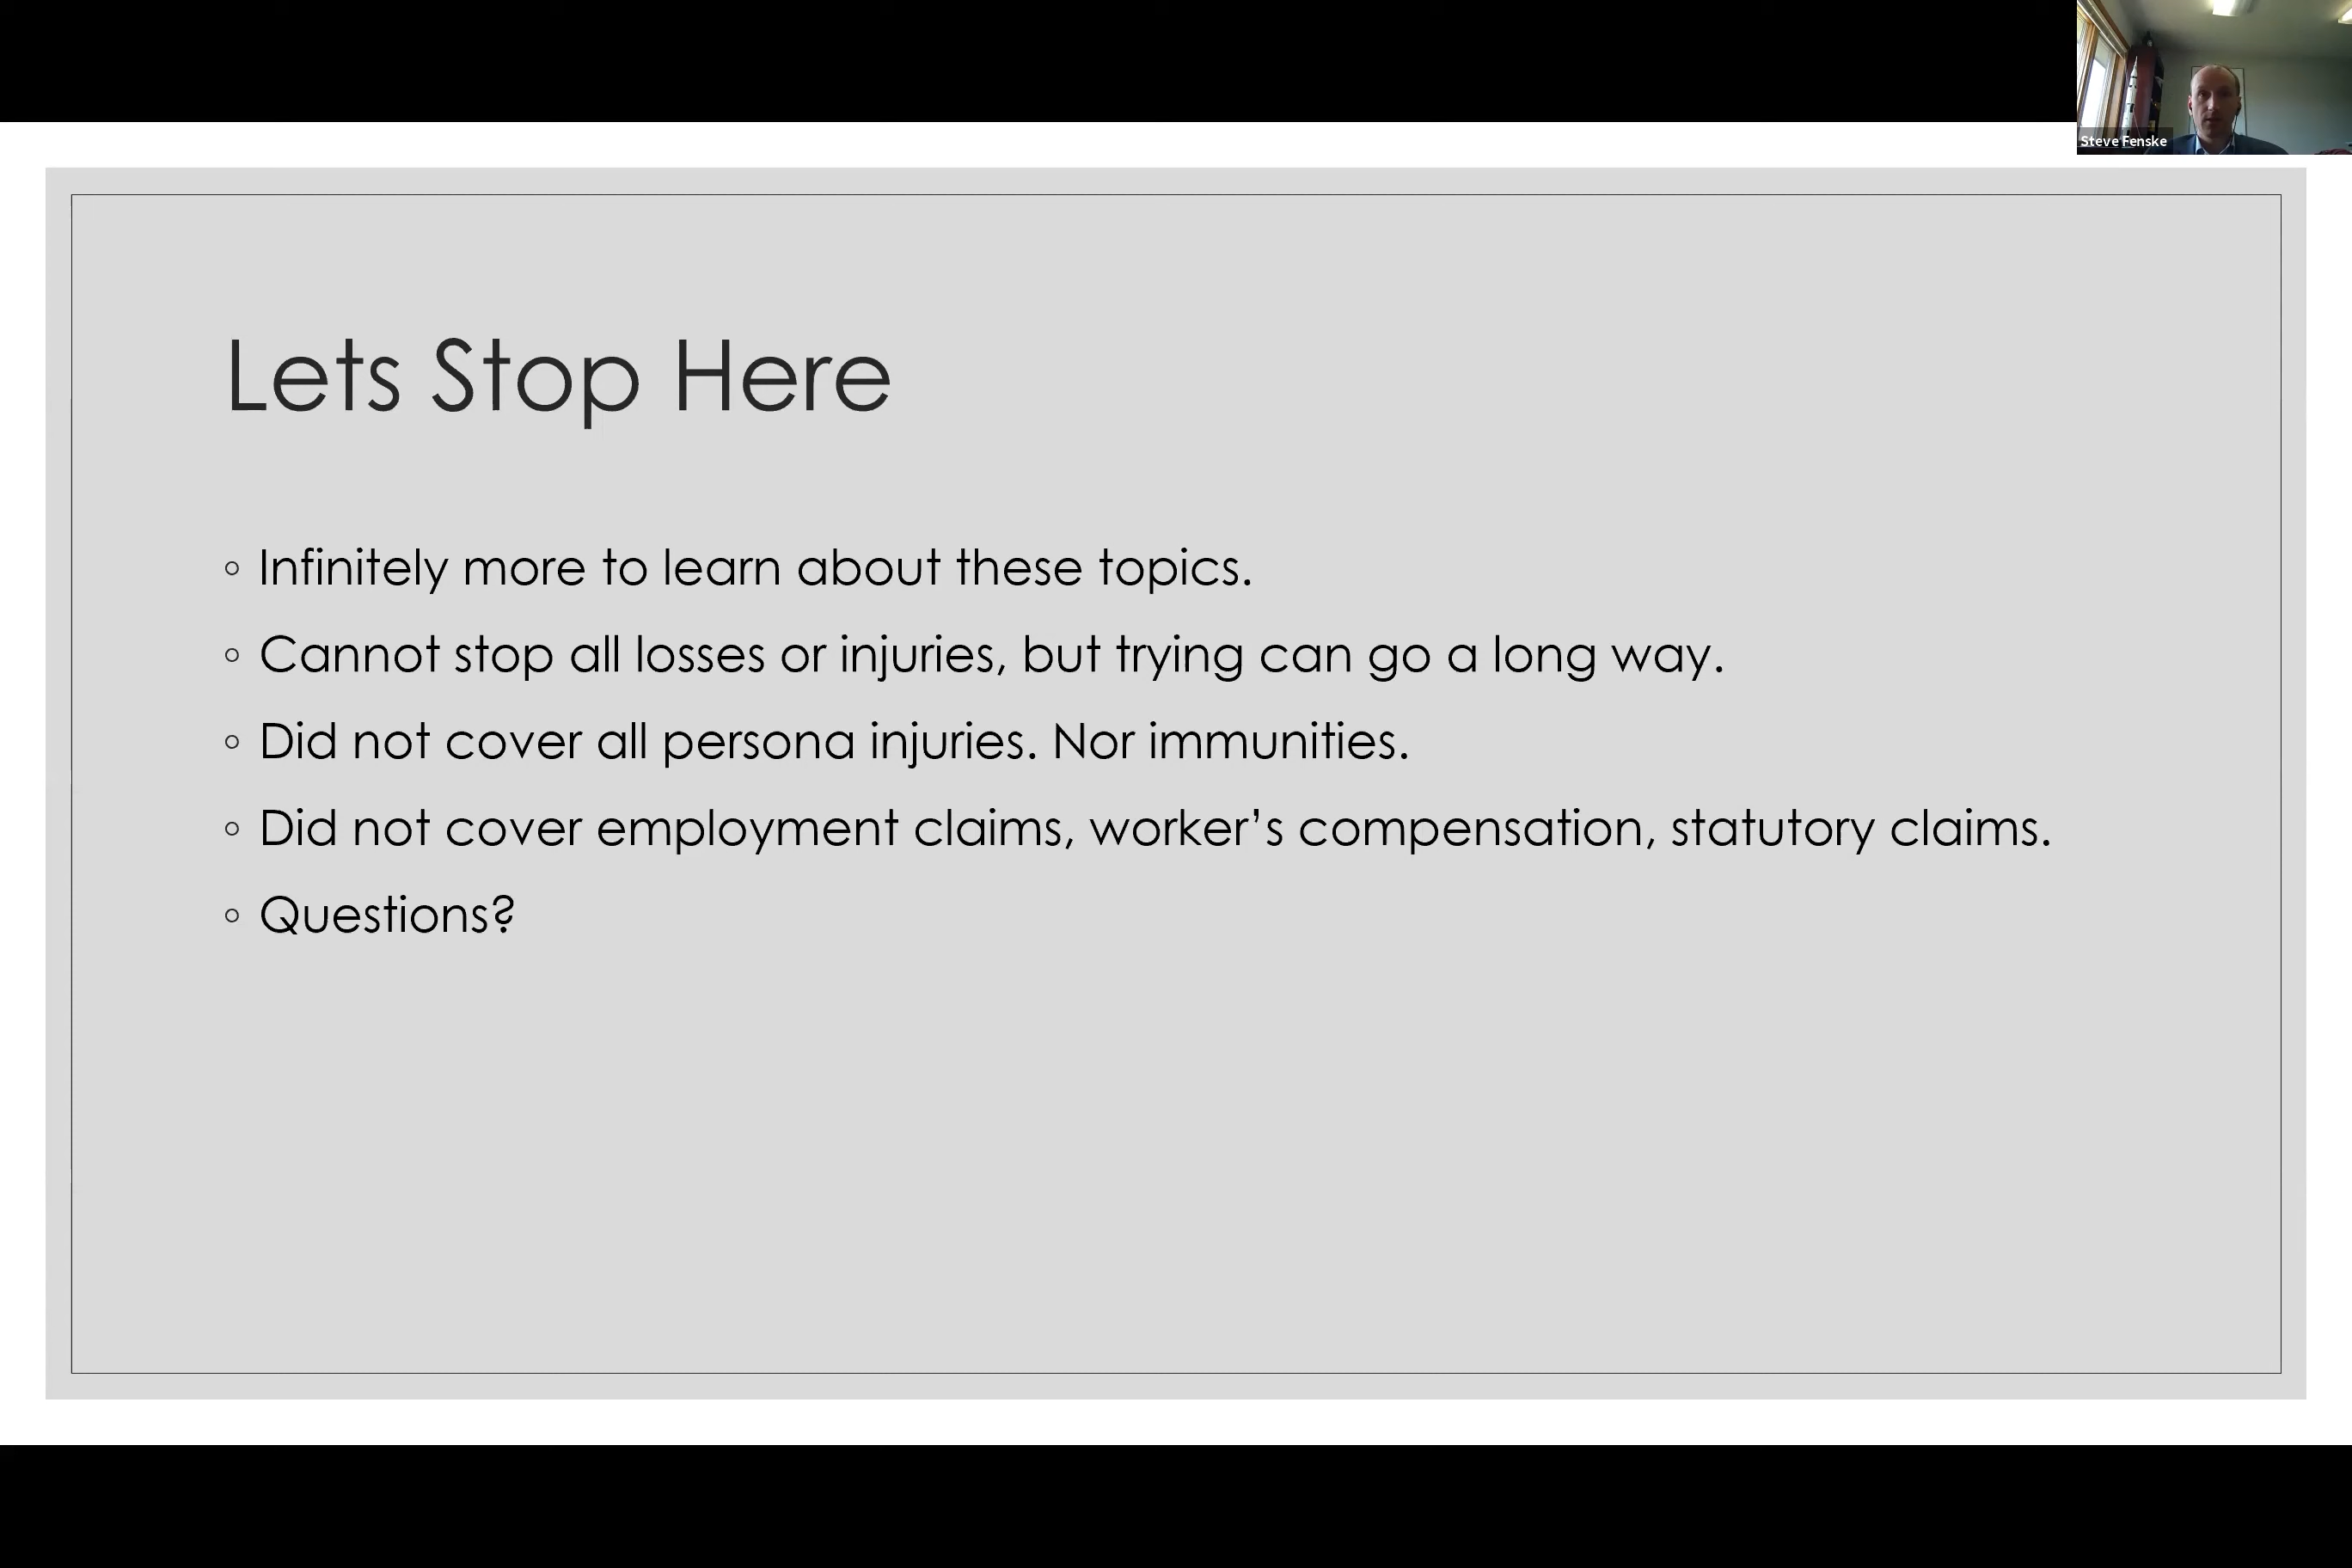 Steve Fenske
Lets Stop Here
◦ Infinitely more to learn about these topics.
◦ Cannot stop all losses or injuries, but trying can go a long way.
◦ Did not cover all persona injuries. Nor immunities.
◦ Did not cover employment claims, worker’s compensation, statutory claims.
◦ Questions?